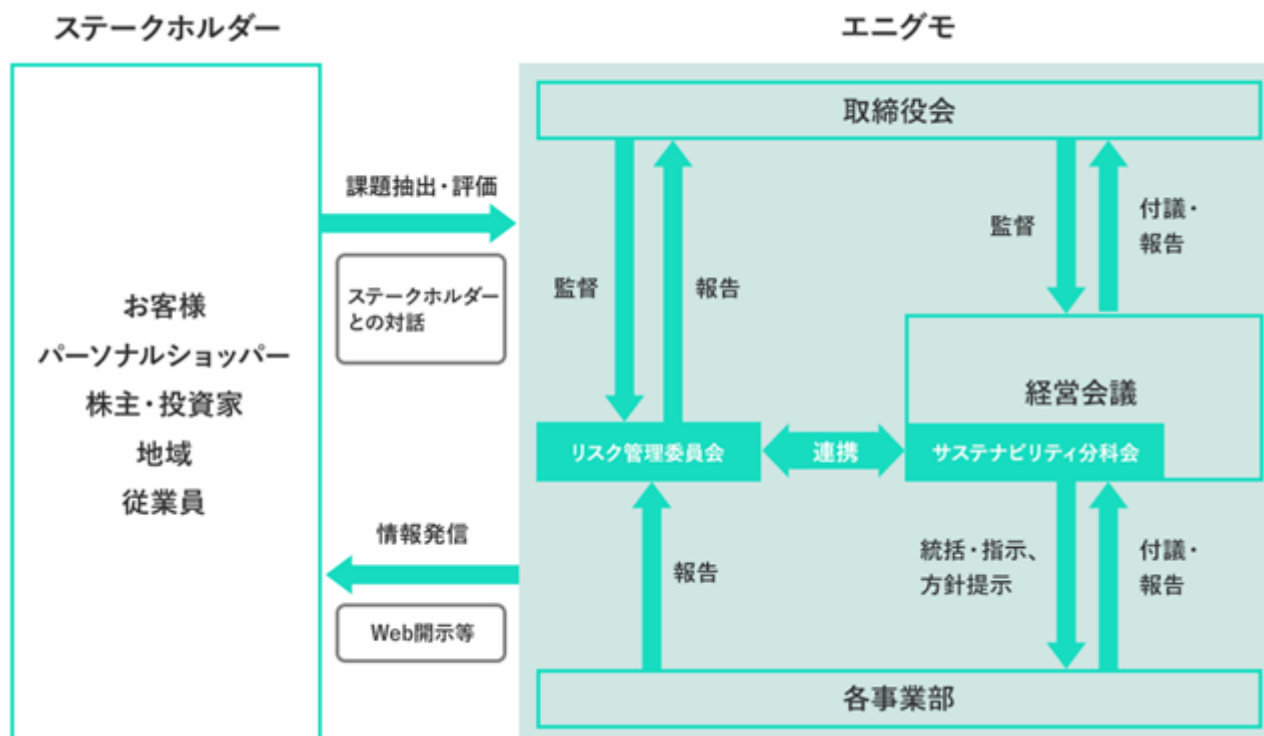 ステークホルダー
エニグモ
お客様
パーソナルショッパー
株主・投資家
地域
従業員
課題抽出・評価
ステークホルダー
との対話
情報発信
Web開示等
取締役会
監督
報告
監督
付議・
報告
経営会議
リスク管理委員会
連携
サステナビリティ分科会
報告
統括・指示、
方針提示
付議・
報告
各事業部